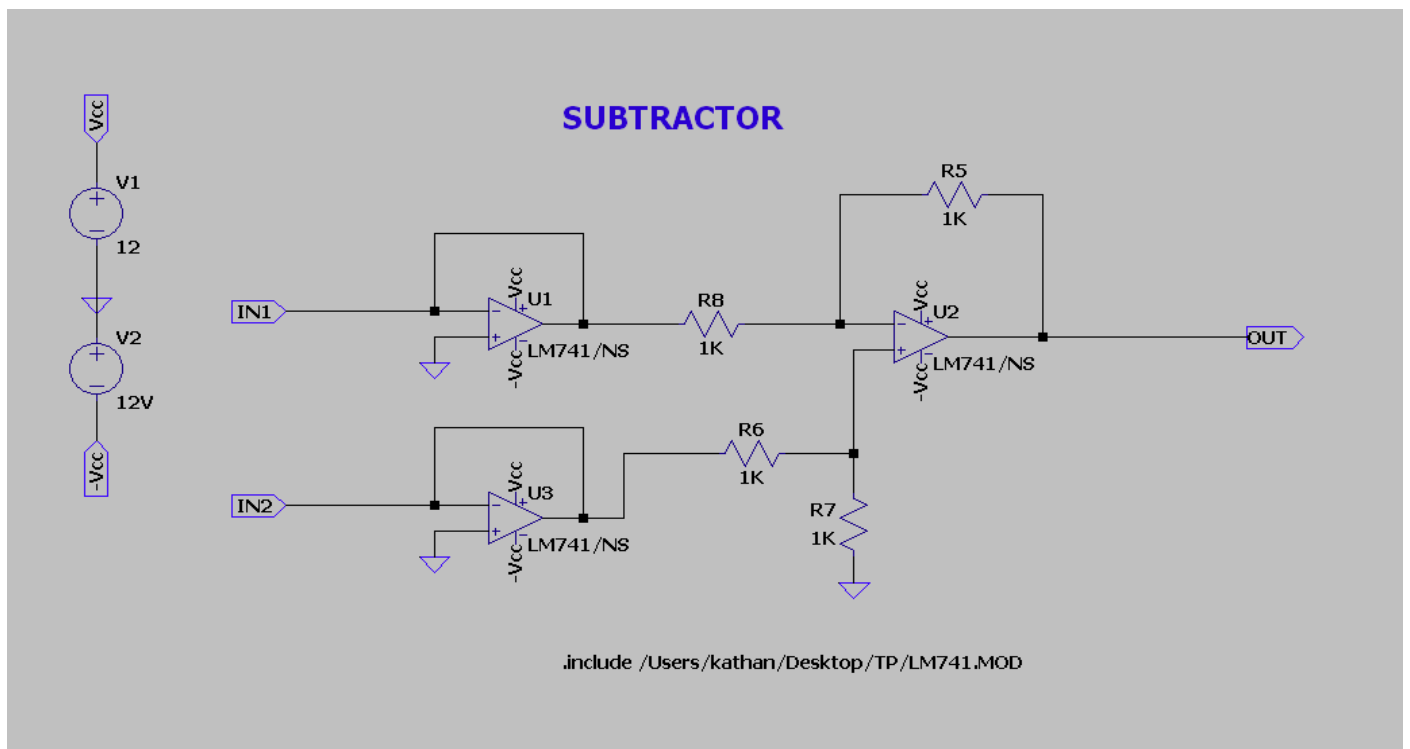 SUBTRACTOR
Vcc
V1
12
V2
12V
-Vcc
IN1
Vcc
U1
LM741/NS
-Vcc
R8
1K
R5
1K
Vcc
U2
LM741/NS
-Vcc
OUT
IN2
Vcc
U3
LM741/NS
-Vcc
R6
1K
R7
1K
.include /Users/kathan/Desktop/TP/LM741.MOD